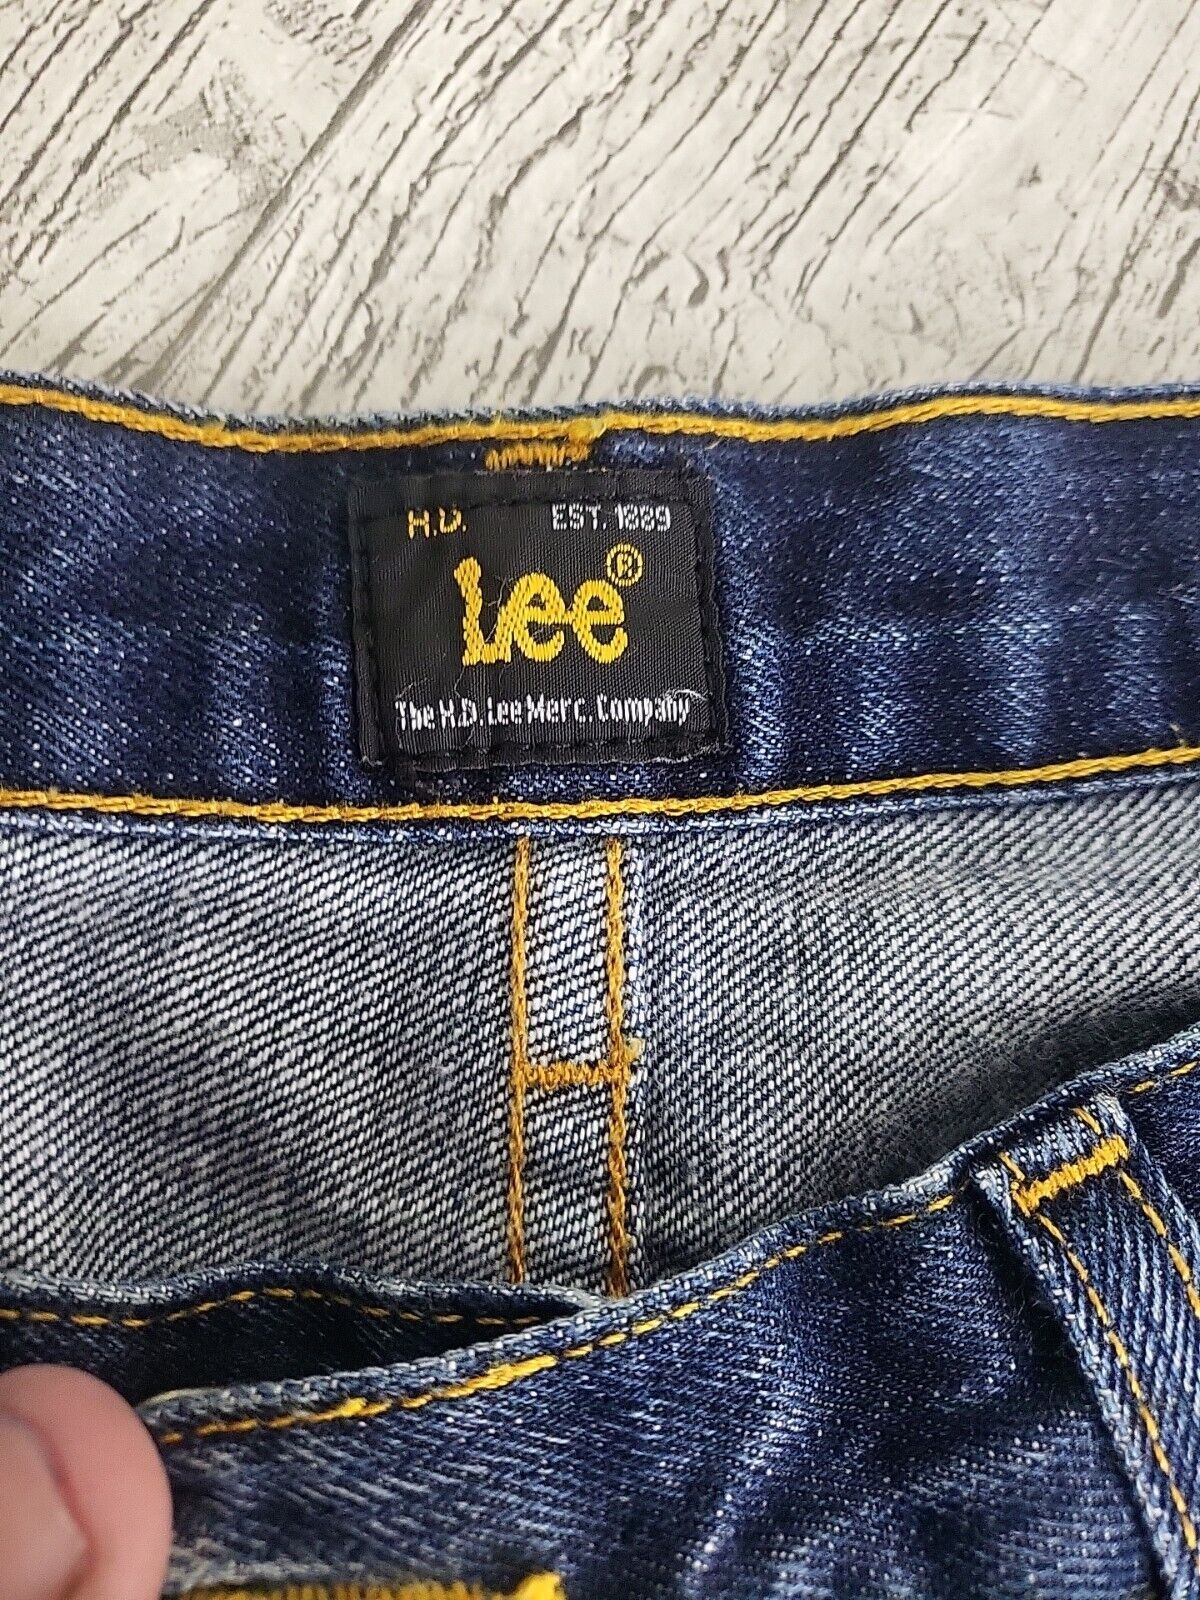 H.D. EST. 1889
Lee®
The H.D. Lee Merc. Company